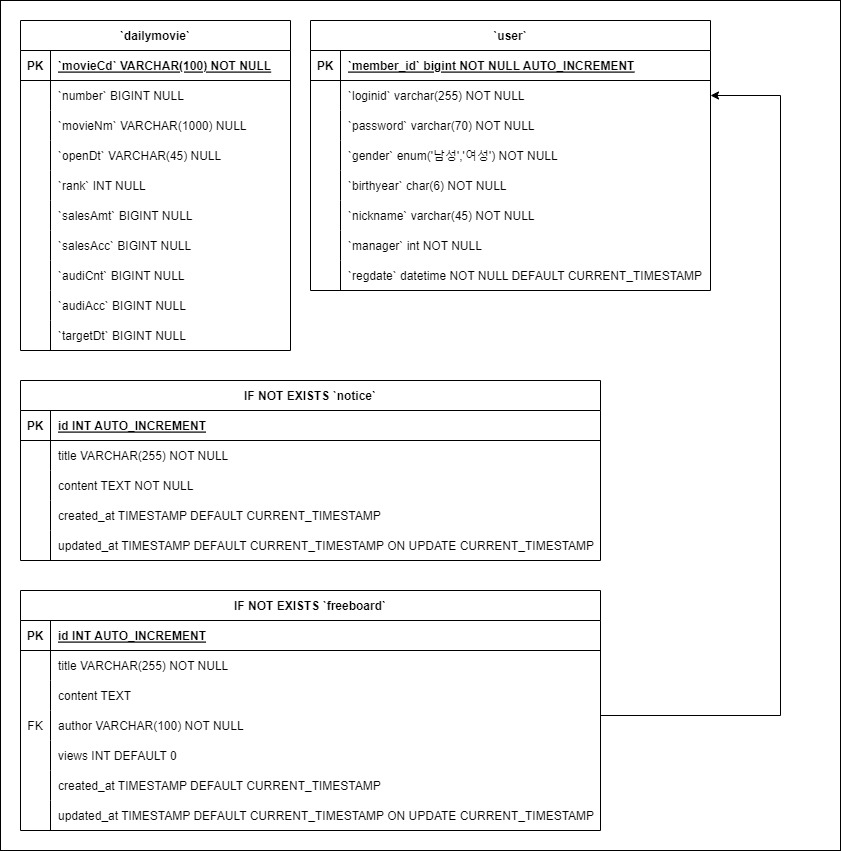 `dailymovie`
PK `movieCd` VARCHAR(100) NOT NULL
`number` BIGINT NULL
`movieNm` VARCHAR(1000) NULL
`openDt` VARCHAR(45) NULL
`rank` INT NULL
`salesAmt` BIGINT NULL
`salesAcc` BIGINT NULL
`audiCnt` BIGINT NULL
`audiAcc` BIGINT NULL
`targetDt` BIGINT NULL
`user`
PK `member_id` bigint NOT NULL AUTO_INCREMENT
`loginid` varchar(255) NOT NULL
`password` varchar(70) NOT NULL
`gender` enum('남성','여성') NOT NULL
`birthyear` char(6) NOT NULL
`nickname` varchar(45) NOT NULL
`manager` int NOT NULL
`regdate` datetime NOT NULL DEFAULT CURRENT_TIMESTAMP
IF NOT EXISTS `notice`
PK id INT AUTO_INCREMENT
title VARCHAR(255) NOT NULL
content TEXT NOT NULL
created_at TIMESTAMP DEFAULT CURRENT_TIMESTAMP
updated_at TIMESTAMP DEFAULT CURRENT_TIMESTAMP ON UPDATE CURRENT_TIMESTAMP
IF NOT EXISTS `freeboard`
PK id INT AUTO_INCREMENT
title VARCHAR(255) NOT NULL
content TEXT
FK author VARCHAR(100) NOT NULL
views INT DEFAULT 0
created_at TIMESTAMP DEFAULT CURRENT_TIMESTAMP
updated_at TIMESTAMP DEFAULT CURRENT_TIMESTAMP ON UPDATE CURRENT_TIMESTAMP